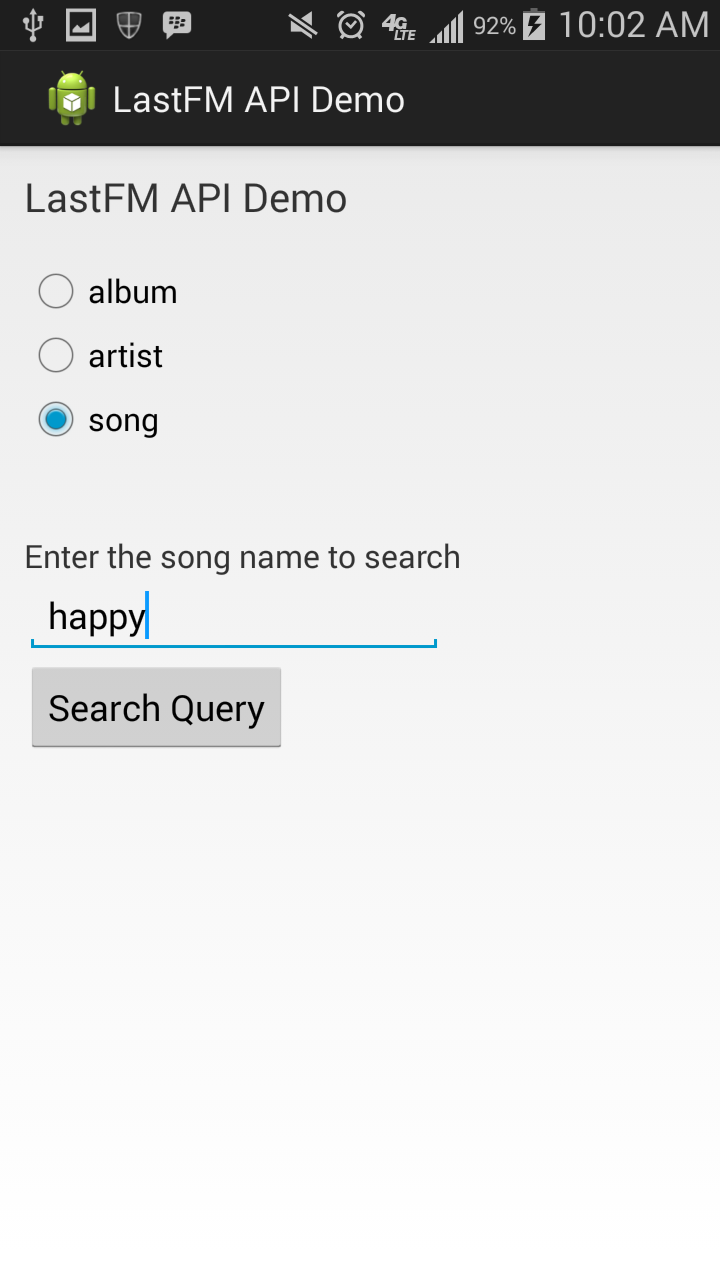 4G LTE 92% 10:02 AM
LastFM API Demo
LastFM API Demo
album
artist
song
Enter the song name to search
happy
Search Query